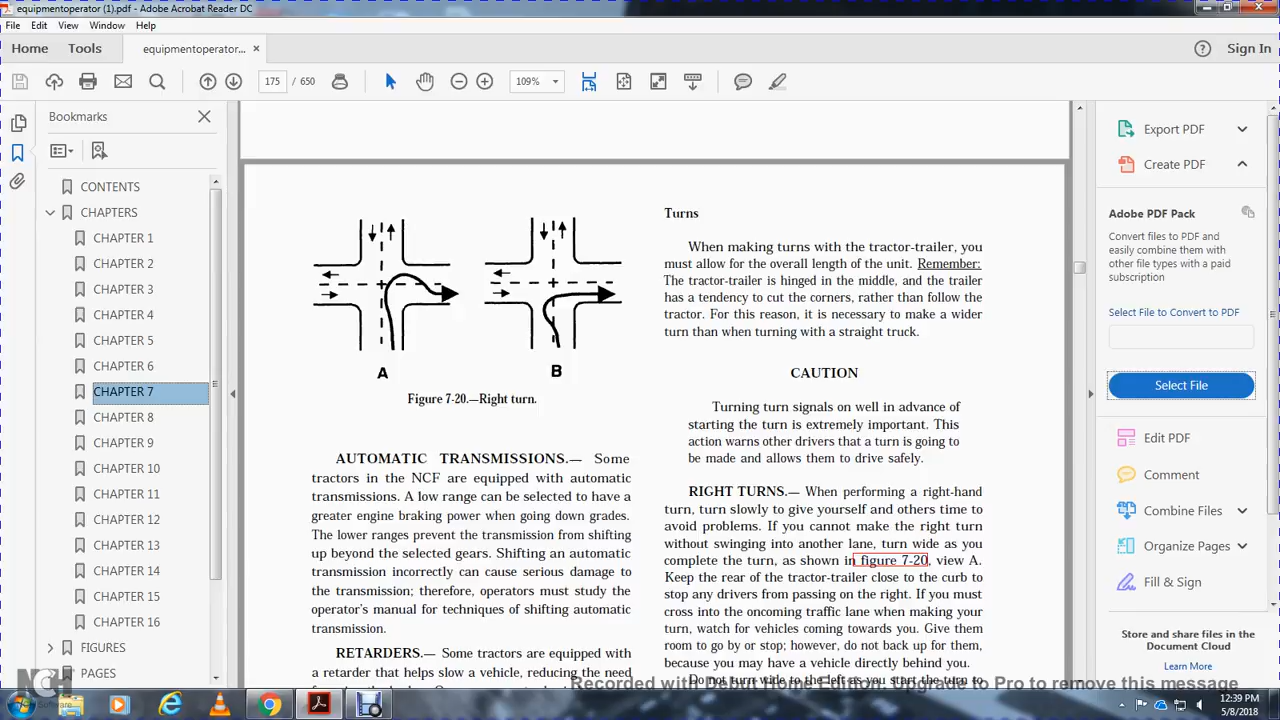 equipmentoperator (1).pdf - Adobe Acrobat Reader DC
File Edit View Window Help
Home Tools equipmentoperator... × Sign In
175 / 650 109%
Bookmarks
CONTENTS
CHAPTERS
CHAPTER 1
CHAPTER 2
CHAPTER 3
CHAPTER 4
CHAPTER 5
CHAPTER 6
CHAPTER 7
CHAPTER 8
CHAPTER 9
CHAPTER 10
CHAPTER 11
CHAPTER 12
CHAPTER 13
CHAPTER 14
CHAPTER 15
CHAPTER 16
FIGURES
PAGES
A B
Figure 7-20.—Right turn.
AUTOMATIC TRANSMISSIONS.— Some
tractors in the NCF are equipped with automatic
transmissions. A low range can be selected to have a
greater engine braking power when going down grades.
The lower ranges prevent the transmission from shifting
up beyond the selected gears. Shifting an automatic
transmission incorrectly can cause serious damage to
the transmission; therefore, operators must study the
operator's manual for techniques of shifting automatic
transmission.
RETARDERS.— Some tractors are equipped with
a retarder that helps slow a vehicle, reducing the need
Turns
When making turns with the tractor-trailer, you
must allow for the overall length of the unit. Remember:
The tractor-trailer is hinged in the middle, and the trailer
has a tendency to cut the corners, rather than follow the
tractor. For this reason, it is necessary to make a wider
turn than when turning with a straight truck.
CAUTION
Turning turn signals on well in advance of
starting the turn is extremely important. This
action warns other drivers that a turn is going to
be made and allows them to drive safely.
RIGHT TURNS.— When performing a right-hand
turn, turn slowly to give yourself and others time to
avoid problems. If you cannot make the right turn
without swinging into another lane, turn wide as you
complete the turn, as shown in figure 7-20, view A.
Keep the rear of the tractor-trailer close to the curb to
stop any drivers from passing on the right. If you must
cross into the oncoming traffic lane when making your
turn, watch for vehicles coming towards you. Give them
room to go by or stop; however, do not back up for them,
because you may have a vehicle directly behind you.
Do not turn wide to the left as you start the turn to
Export PDF
Create PDF
Adobe PDF Pack
Convert files to PDF and
easily combine them with
other file types with a paid
subscription
Select File to Convert to PDF
Select File
Edit PDF
Comment
Combine Files
Organize Pages
Fill & Sign
Store and share files in the
Document Cloud
Learn More
Recorded with Debut Home Edition. Upgrade to Pro to remove this message
NCH
Software
12:39 PM
5/8/2018